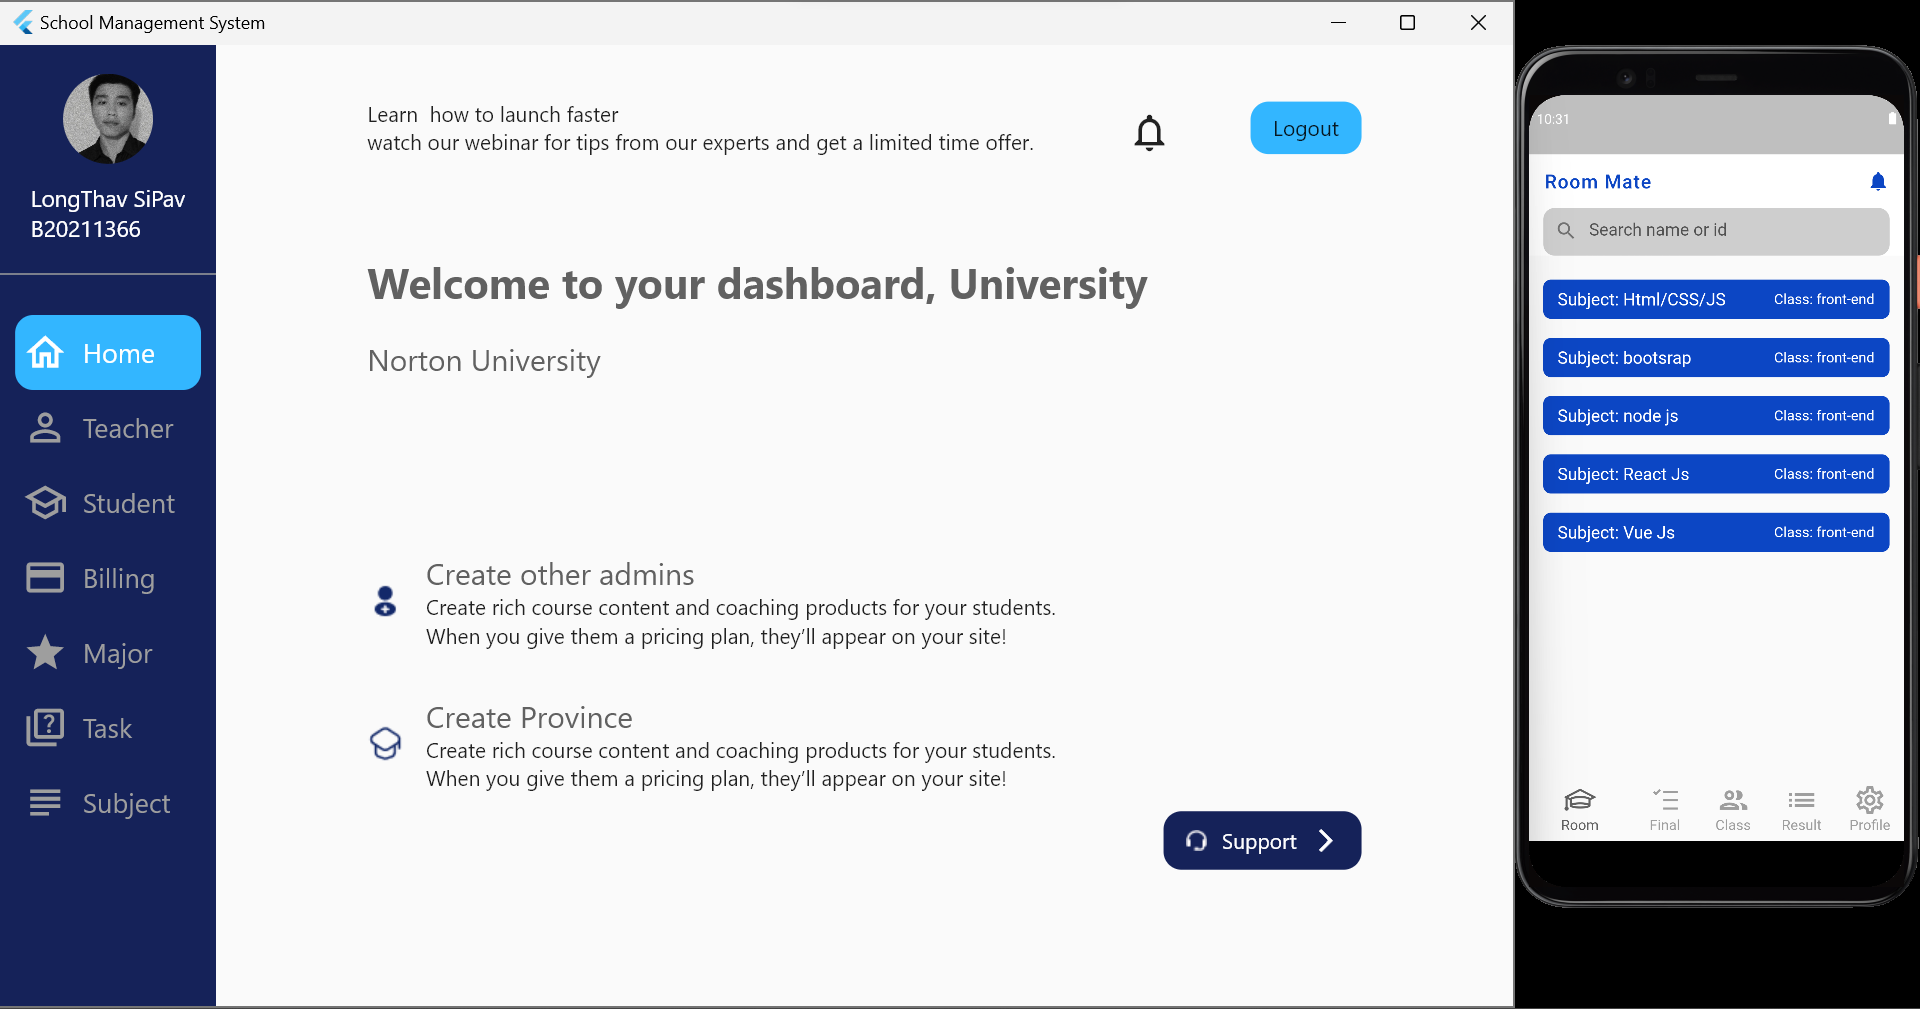 School Management System
LongThav SiPav
B20211366
Home
Teacher
Student
Billing
Major
Task
Subject
Learn  how to launch faster
watch our webinar for tips from our experts and get a limited time offer.
Logout
Welcome to your dashboard, University
Norton University
Create other admins
Create rich course content and coaching products for your students.
When you give them a pricing plan, they’ll appear on your site!
Create Province
Create rich course content and coaching products for your students.
When you give them a pricing plan, they’ll appear on your site!
Support
10:31
Room Mate
Search name or id
Subject: Html/CSS/JS Class: front-end
Subject: bootsrap Class: front-end
Subject: node js Class: front-end
Subject: React Js Class: front-end
Subject: Vue Js Class: front-end
Room Final Class Result Profile